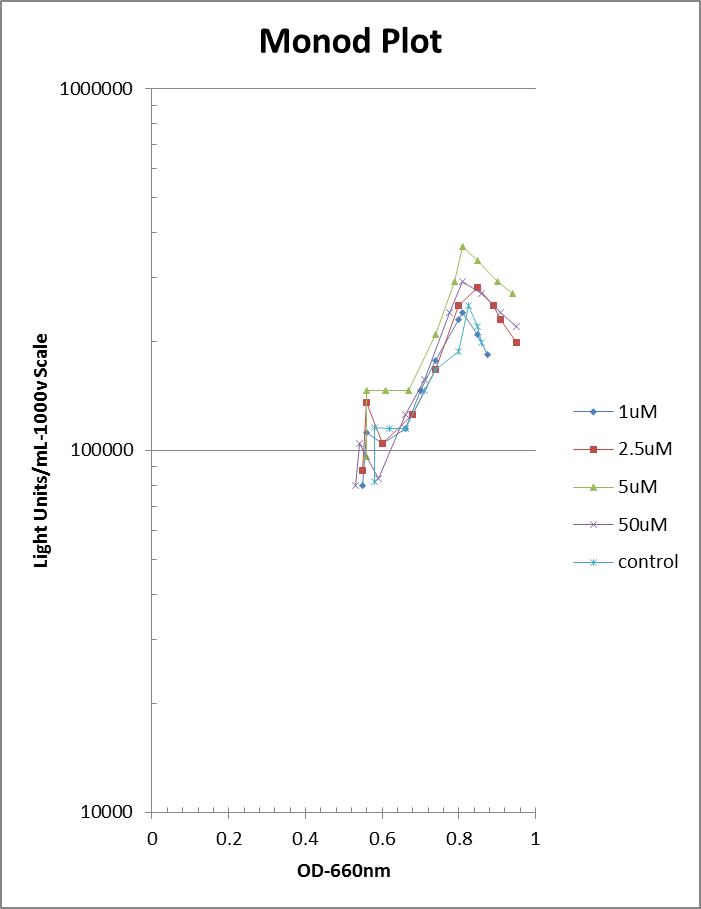 Monod Plot
1000000
100000
10000
Light Units/mL-1000v Scale
0 0.2 0.4 0.6 0.8 1
OD-660nm
1uM
2.5uM
5uM
50uM
control